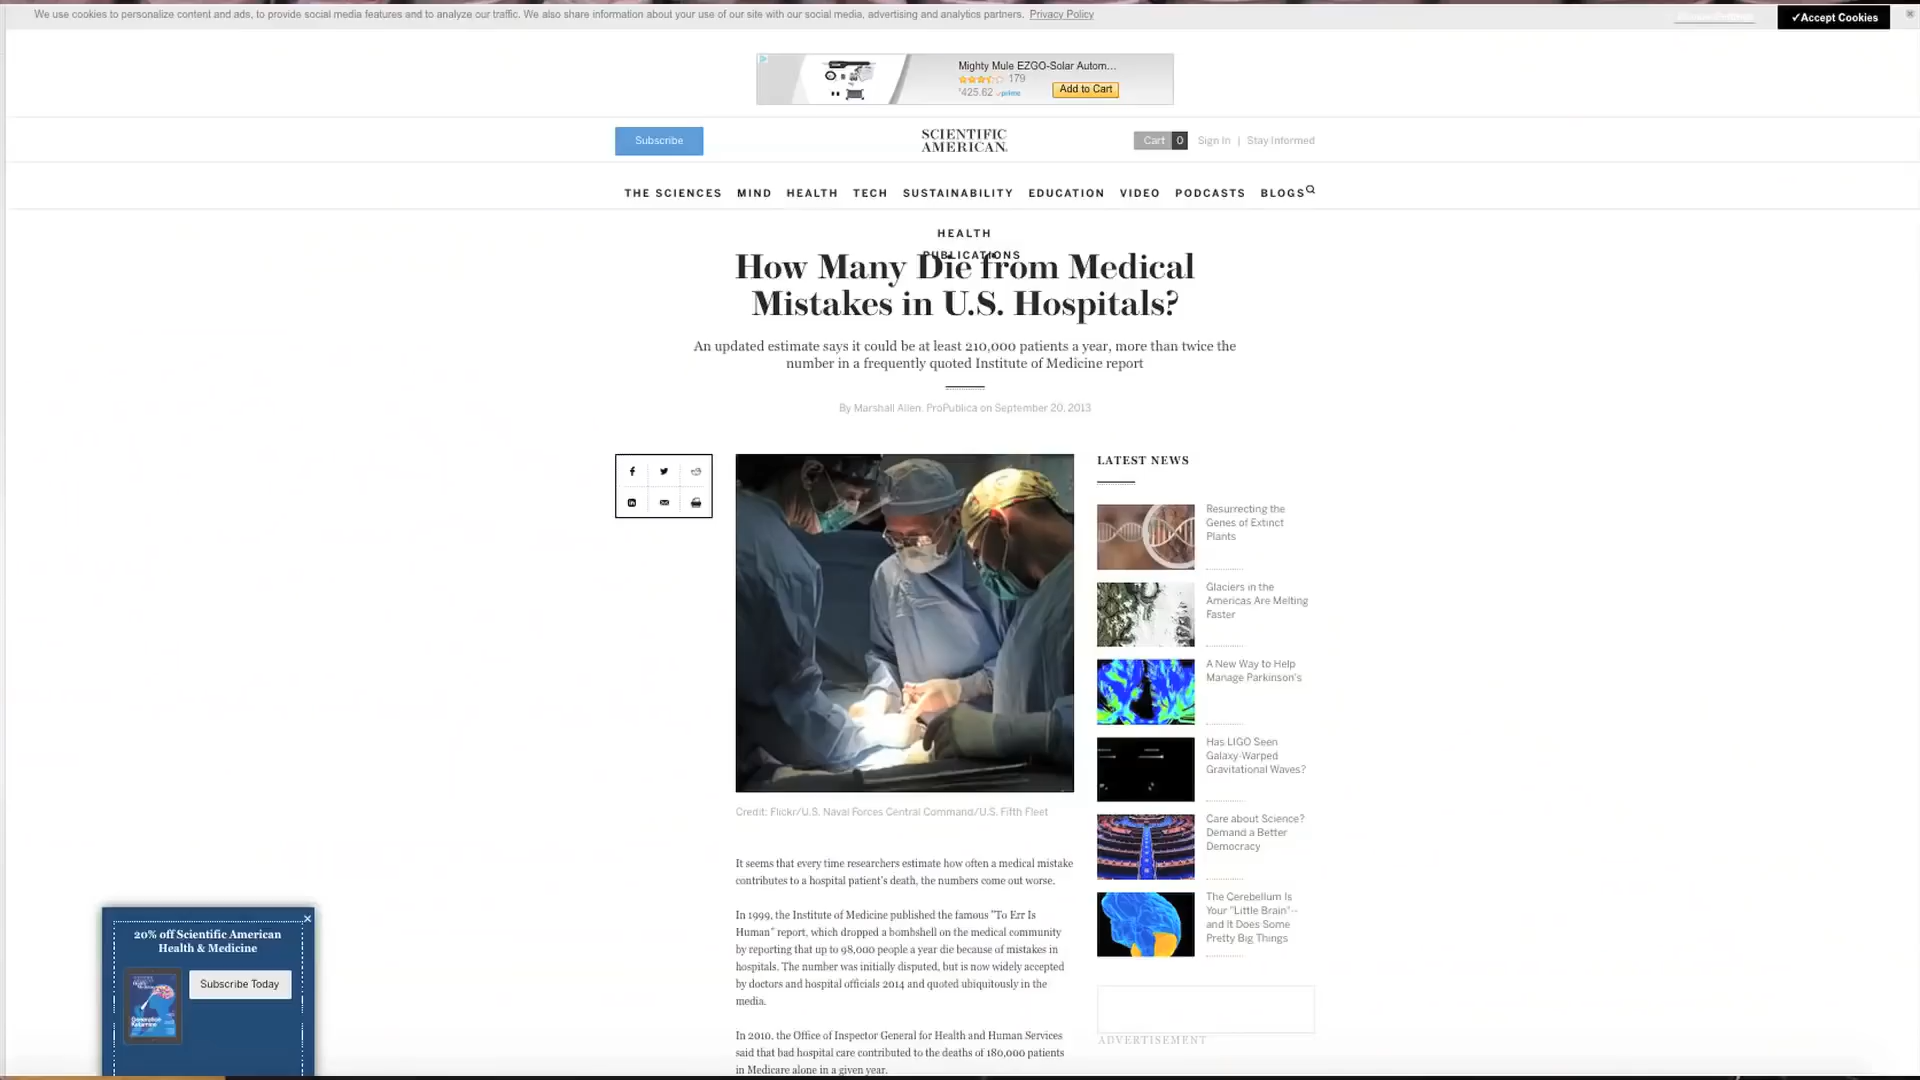 We use cookies to personalize content and ads, to provide social media features and to analyze our traffic. We also share information about your use of our site with our social media, advertising and analytics partners. Privacy Policy
✓Accept Cookies
Mighty Mule EZGO-Solar Autom...
179
$425.62 prime
Add to Cart
Subscribe
SCIENTIFIC
AMERICAN.
Cart 0 Sign In | Stay Informed
THE SCIENCES MIND HEALTH TECH SUSTAINABILITY EDUCATION VIDEO PODCASTS BLOGS
HEALTH
PUBLICATIONS
How Many Die from Medical
Mistakes in U.S. Hospitals?
An updated estimate says it could be at least 210,000 patients a year, more than twice the
number in a frequently quoted Institute of Medicine report
By Marshall Allen, ProPublica on September 20, 2013
Credit: Flickr/U.S. Naval Forces Central Command/U.S. Fifth Fleet
It seems that every time researchers estimate how often a medical mistake
contributes to a hospital patient's death, the numbers come out worse.
In 1999, the Institute of Medicine published the famous "To Err Is
Human" report, which dropped a bombshell on the medical community
by reporting that up to 98,000 people a year die because of mistakes in
hospitals. The number was initially disputed, but is now widely accepted
by doctors and hospital officials 2014 and quoted ubiquitously in the
media.
In 2010, the Office of Inspector General for Health and Human Services
said that bad hospital care contributed to the deaths of 180,000 patients
in Medicare alone in a given year.
LATEST NEWS
Resurrecting the
Genes of Extinct
Plants
Glaciers in the
Americas Are Melting
Faster
A New Way to Help
Manage Parkinson's
Has LIGO Seen
Galaxy-Warped
Gravitational Waves?
Care about Science?
Demand a Better
Democracy
The Cerebellum Is
Your "Little Brain"--
and It Does Some
Pretty Big Things
ADVERTISEMENT
20% off Scientific American
Health & Medicine
Subscribe Today
Generation
Ketamine